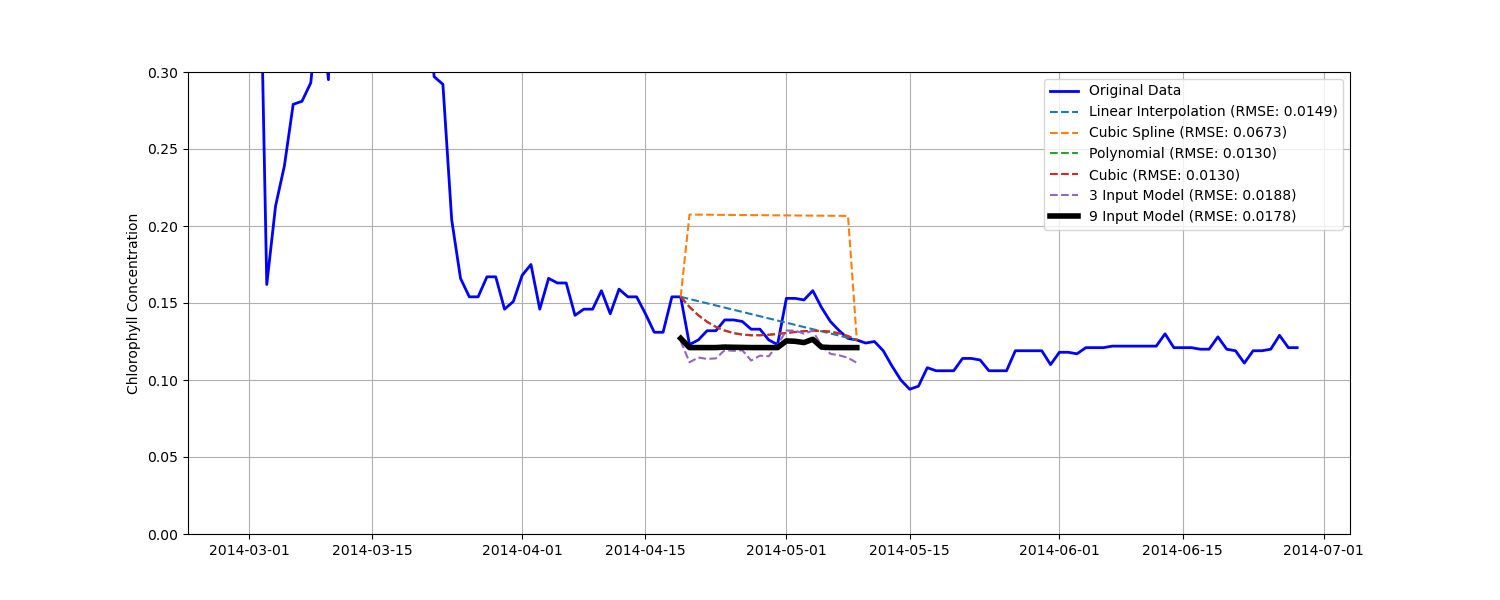 0.30
0.25
0.20
0.15
0.10
0.05
0.00
Chlorophyll Concentration
Original Data
Linear Interpolation (RMSE: 0.0149)
Cubic Spline (RMSE: 0.0673)
Polynomial (RMSE: 0.0130)
Cubic (RMSE: 0.0130)
3 Input Model (RMSE: 0.0188)
9 Input Model (RMSE: 0.0178)
2014-03-01 2014-03-15 2014-04-01 2014-04-15 2014-05-01 2014-05-15 2014-06-01 2014-06-15 2014-07-01